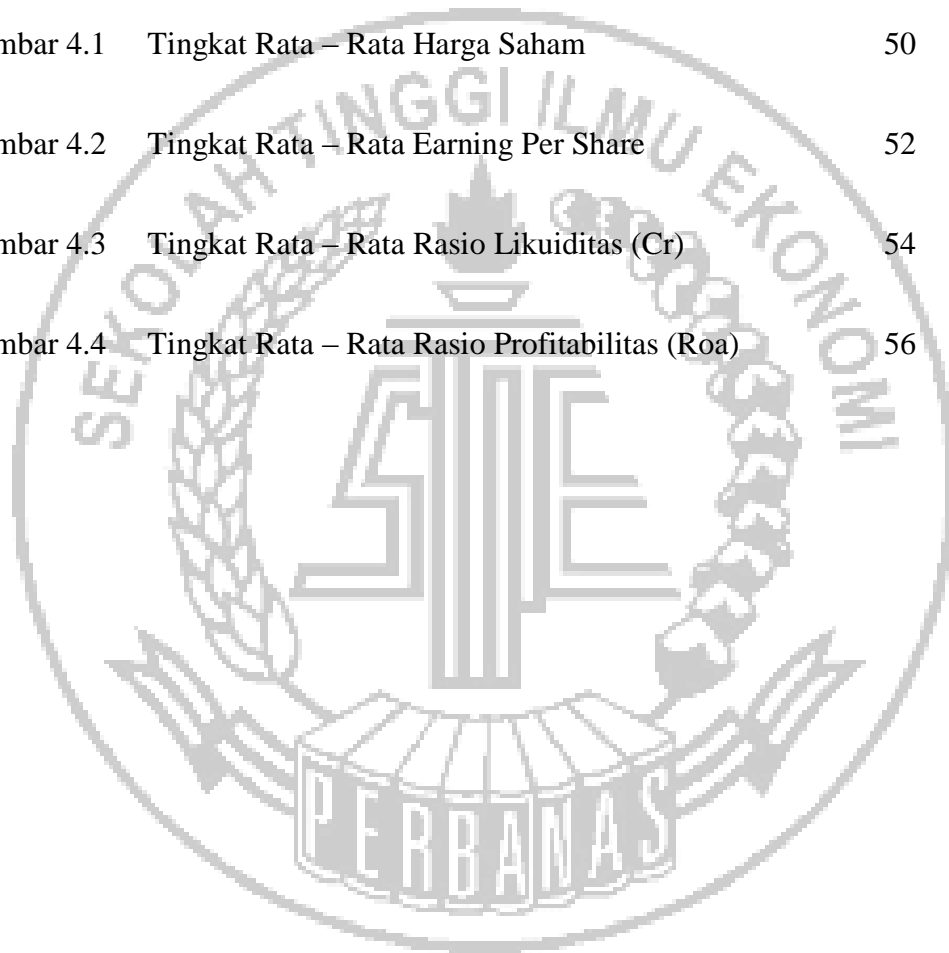 mbar 4.1 Tingkat Rata – Rata Harga Saham 50
mbar 4.2 Tingkat Rata – Rata Earning Per Share 52
mbar 4.3 Tingkat Rata – Rata Rasio Likuiditas (Cr) 54
mbar 4.4 Tingkat Rata – Rata Rasio Profitabilitas (Roa) 56
SEKOLAH TINGGI ILMU EKONOMI
STIE
PERBANAS